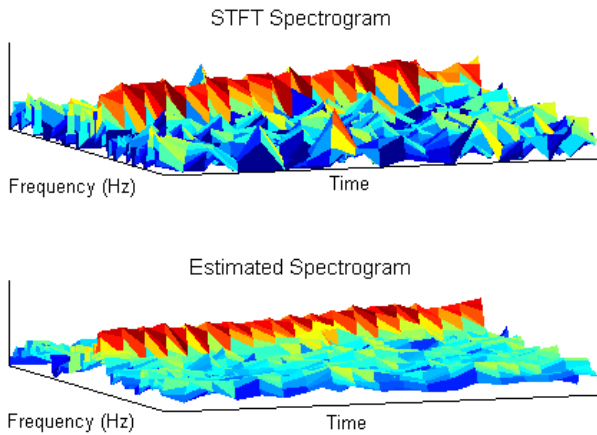 STFT Spectrogram
Frequency (Hz)
Time
Estimated Spectrogram
Frequency (Hz)
Time